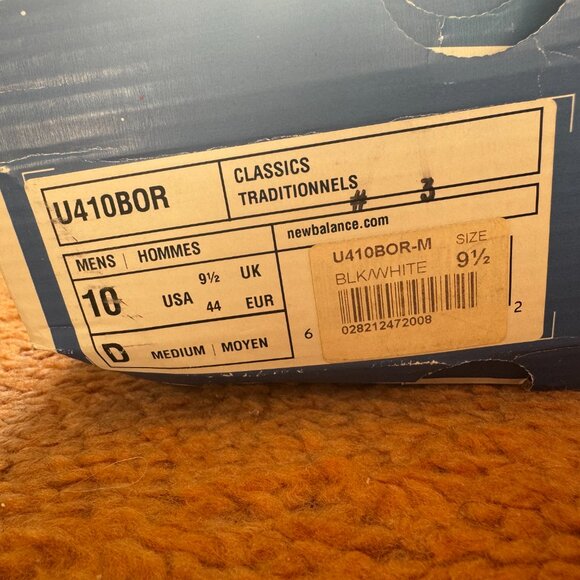 U410BOR
CLASSICS
TRADITIONNELS
# 3
newbalance.com
MENS | HOMMES
10 USA 9½ UK
44 EUR
D MEDIUM | MOYEN
U410BOR-M SIZE
BLK/WHITE 9½
028212472008
6 2